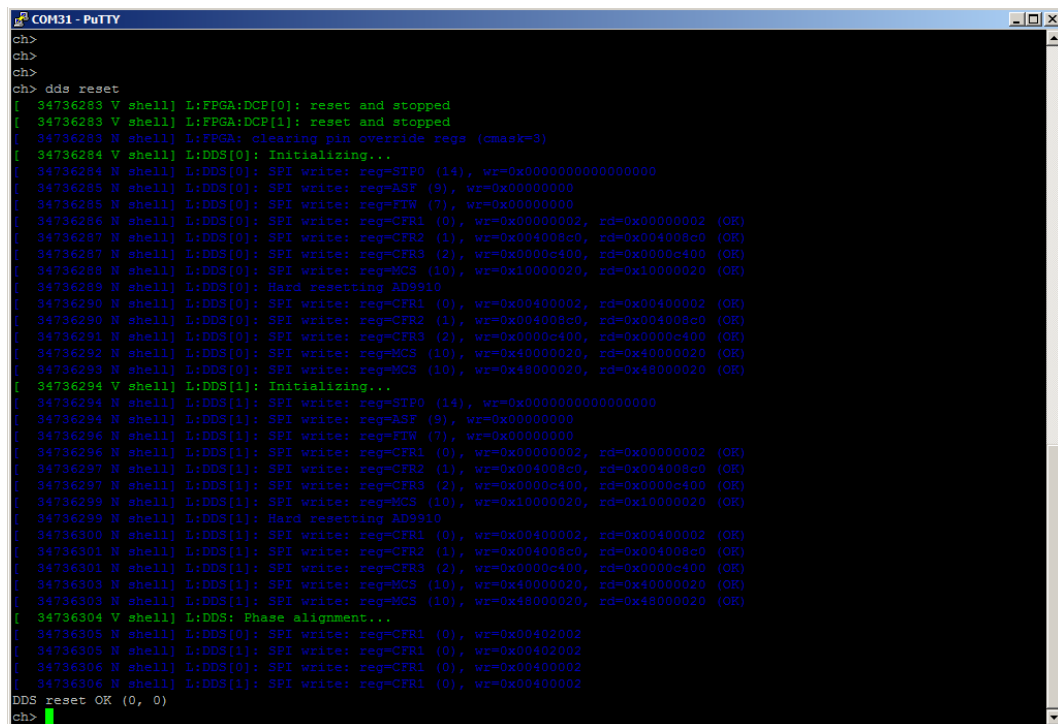 COM31 - PuTTY
ch>
ch>
ch>
ch> dds reset
[  34736283 V shell] L:FPGA:DCP[0]: reset and stopped
[  34736283 V shell] L:FPGA:DCP[1]: reset and stopped
[  34736283 N shell] L:FPGA: clearing pin override regs (cmask=3)
[  34736284 V shell] L:DDS[0]: Initializing...
[  34736284 N shell] L:DDS[0]: SPI write: reg=STP0 (14), wr=0x0000000000000000
[  34736285 N shell] L:DDS[0]: SPI write: reg=ASF (9), wr=0x00000000
[  34736285 N shell] L:DDS[0]: SPI write: reg=FTW (7), wr=0x00000000
[  34736286 N shell] L:DDS[0]: SPI write: reg=CFR1 (0), wr=0x00000002, rd=0x00000002 (OK)
[  34736287 N shell] L:DDS[0]: SPI write: reg=CFR2 (1), wr=0x004008c0, rd=0x004008c0 (OK)
[  34736287 N shell] L:DDS[0]: SPI write: reg=CFR3 (2), wr=0x0000c400, rd=0x0000c400 (OK)
[  34736288 N shell] L:DDS[0]: SPI write: reg=MCS (10), wr=0x10000020, rd=0x10000020 (OK)
[  34736289 N shell] L:DDS[0]: Hard resetting AD9910
[  34736290 N shell] L:DDS[0]: SPI write: reg=CFR1 (0), wr=0x00400002, rd=0x00400002 (OK)
[  34736290 N shell] L:DDS[0]: SPI write: reg=CFR2 (1), wr=0x004008c0, rd=0x004008c0 (OK)
[  34736291 N shell] L:DDS[0]: SPI write: reg=CFR3 (2), wr=0x0000c400, rd=0x0000c400 (OK)
[  34736292 N shell] L:DDS[0]: SPI write: reg=MCS (10), wr=0x40000020, rd=0x40000020 (OK)
[  34736293 N shell] L:DDS[0]: SPI write: reg=MCS (10), wr=0x48000020, rd=0x48000020 (OK)
[  34736294 V shell] L:DDS[1]: Initializing...
[  34736294 N shell] L:DDS[1]: SPI write: reg=STP0 (14), wr=0x0000000000000000
[  34736294 N shell] L:DDS[1]: SPI write: reg=ASF (9), wr=0x00000000
[  34736296 N shell] L:DDS[1]: SPI write: reg=FTW (7), wr=0x00000000
[  34736296 N shell] L:DDS[1]: SPI write: reg=CFR1 (0), wr=0x00000002, rd=0x00000002 (OK)
[  34736297 N shell] L:DDS[1]: SPI write: reg=CFR2 (1), wr=0x004008c0, rd=0x004008c0 (OK)
[  34736297 N shell] L:DDS[1]: SPI write: reg=CFR3 (2), wr=0x0000c400, rd=0x0000c400 (OK)
[  34736299 N shell] L:DDS[1]: SPI write: reg=MCS (10), wr=0x10000020, rd=0x10000020 (OK)
[  34736299 N shell] L:DDS[1]: Hard resetting AD9910
[  34736300 N shell] L:DDS[1]: SPI write: reg=CFR1 (0), wr=0x00400002, rd=0x00400002 (OK)
[  34736301 N shell] L:DDS[1]: SPI write: reg=CFR2 (1), wr=0x004008c0, rd=0x004008c0 (OK)
[  34736301 N shell] L:DDS[1]: SPI write: reg=CFR3 (2), wr=0x0000c400, rd=0x0000c400 (OK)
[  34736303 N shell] L:DDS[1]: SPI write: reg=MCS (10), wr=0x40000020, rd=0x40000020 (OK)
[  34736303 N shell] L:DDS[1]: SPI write: reg=MCS (10), wr=0x48000020, rd=0x48000020 (OK)
[  34736304 V shell] L:DDS: Phase alignment...
[  34736305 N shell] L:DDS[0]: SPI write: reg=CFR1 (0), wr=0x00402002
[  34736305 N shell] L:DDS[1]: SPI write: reg=CFR1 (0), wr=0x00402002
[  34736306 N shell] L:DDS[0]: SPI write: reg=CFR1 (0), wr=0x00400002
[  34736306 N shell] L:DDS[1]: SPI write: reg=CFR1 (0), wr=0x00400002
DDS reset OK (0, 0)
ch>